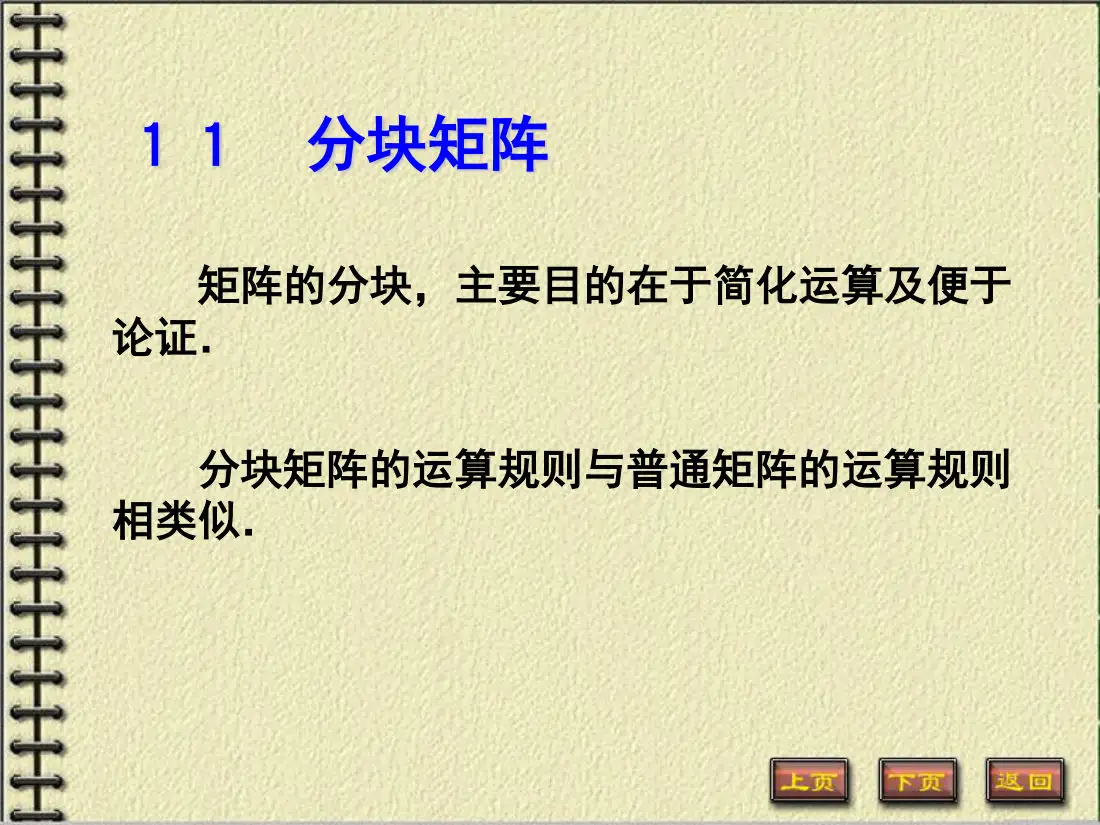 11 分块矩阵
矩阵的分块，主要目的在于简化运算及便于
论证．
分块矩阵的运算规则与普通矩阵的运算规则
相类似．
上页 下页 返回